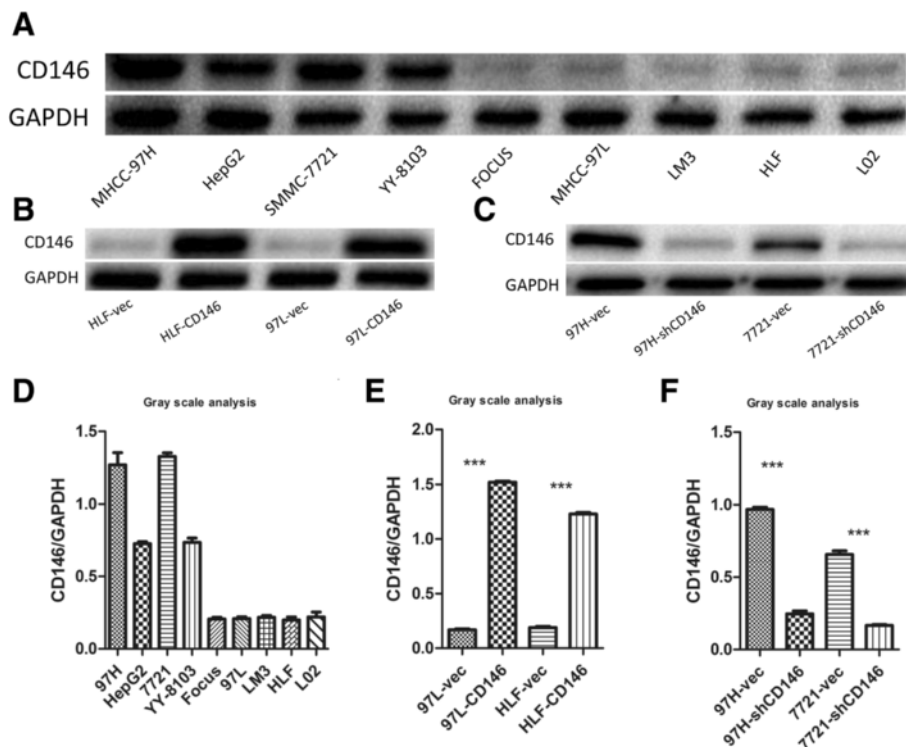 A
CD146
GAPDH
MHCC-97H HepG2 SMMC-7721 YY-8103 FOCUS MHCC-97L LM3 HLF L02
B
CD146
GAPDH
HLF-vec HLF-CD146 97L-vec 97L-CD146
C
CD146
GAPDH
97H-vec 97H-shCD146 7721-vec 7721-shCD146
D
Gray scale analysis
CD146/GAPDH
1.5
1.0
0.5
0.0
97H HepG2 7721 YY-8103 Focus 97L LM3 HLF L02
E
Gray scale analysis
CD146/GAPDH
2.0
1.5
1.0
0.5
0.0
*** ***
97L-vec 97L-CD146 HLF-vec HLF-CD146
F
Gray scale analysis
CD146/GAPDH
1.5
1.0
0.5
0.0
***
***
97H-vec 97H-shCD146 7721-vec 7721-shCD146